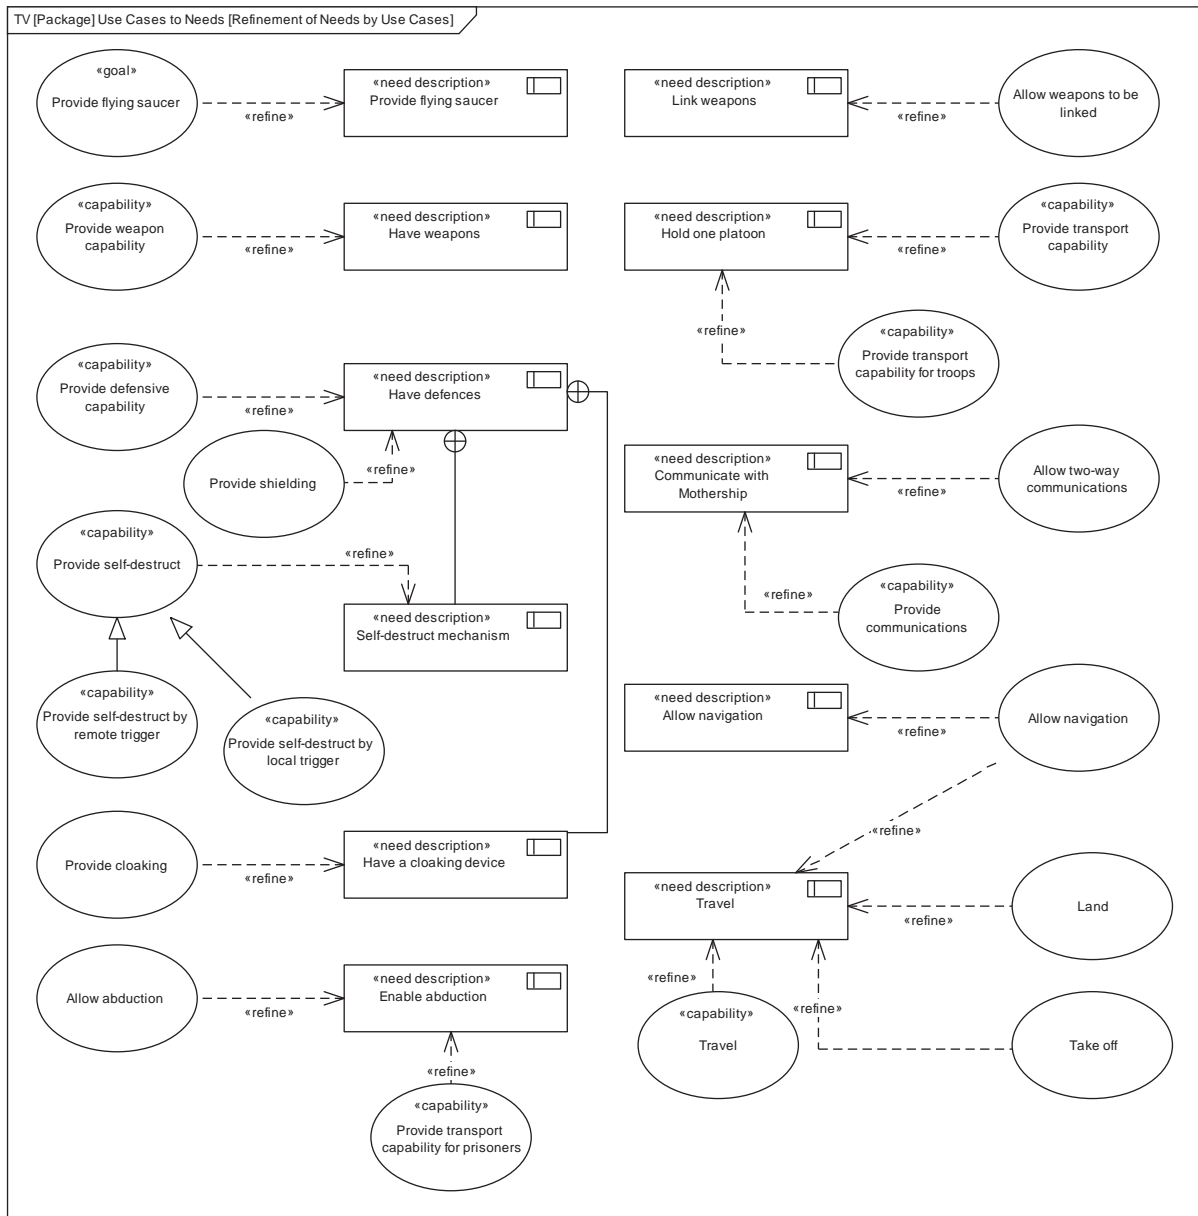 TV [Package] Use Cases to Needs [Refinement of Needs by Use Cases]
«goal»
Provide flying saucer
«refine»
«need description»
Provide flying saucer
«need description»
Link weapons
«refine»
Allow weapons to be
linked
«capability»
Provide weapon
capability
«refine»
«need description»
Have weapons
«need description»
Hold one platoon
«refine»
«capability»
Provide transport
capability
«refine»
«capability»
Provide transport
capability for troops
«capability»
Provide defensive
capability
«refine»
«need description»
Have defences
Provide shielding
«refine»
«need description»
Communicate with
Mothership
«refine»
Allow two-way
communications
«capability»
Provide self-destruct
«refine»
«need description»
Self-destruct mechanism
«refine»
«capability»
Provide
communications
«capability»
Provide self-destruct by
remote trigger
«capability»
Provide self-destruct by
local trigger
«need description»
Allow navigation
«refine»
Allow navigation
«refine»
Provide cloaking
«refine»
«need description»
Have a cloaking device
«need description»
Travel
«refine»
Land
Allow abduction
«refine»
«need description»
Enable abduction
«refine»
«capability»
Travel
«refine»
Take off
«refine»
«capability»
Provide transport
capability for prisoners